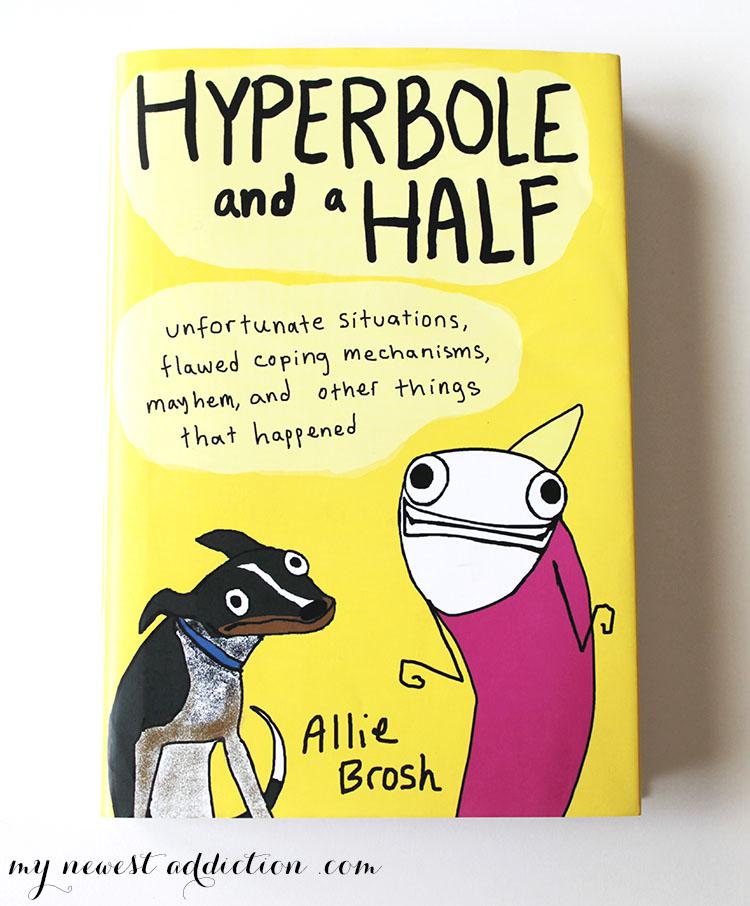 HYPERBOLE
and a HALF
unfortunate situations,
flawed coping mechanisms,
mayhem, and other things
that happened
Allie
Brosh
my newest addiction .com